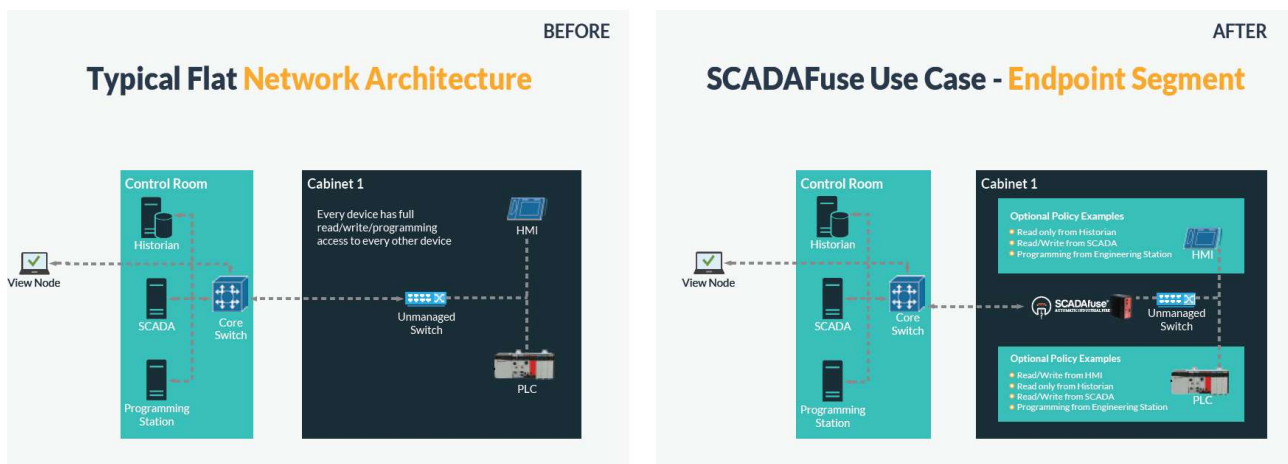 BEFORE
Typical Flat Network Architecture
Control Room
Historian
View Node
SCADA
Core
Switch
Programming
Station
Cabinet 1
Every device has full
read/write/programming
access to every other device
HMI
Unmanaged
Switch
PLC
AFTER
SCADAFuse Use Case - Endpoint Segment
Control Room
Historian
View Node
SCADA
Core
Switch
Programming
Station
Cabinet 1
Optional Policy Examples
Read only from Historian
Read/Write from SCADA
Programming from Engineering Station
HMI
SCADAfuse
Unmanaged
Switch
Optional Policy Examples
Read/Write from HMI
Read only from Historian
Read/Write from SCADA
Programming from Engineering Station
PLC